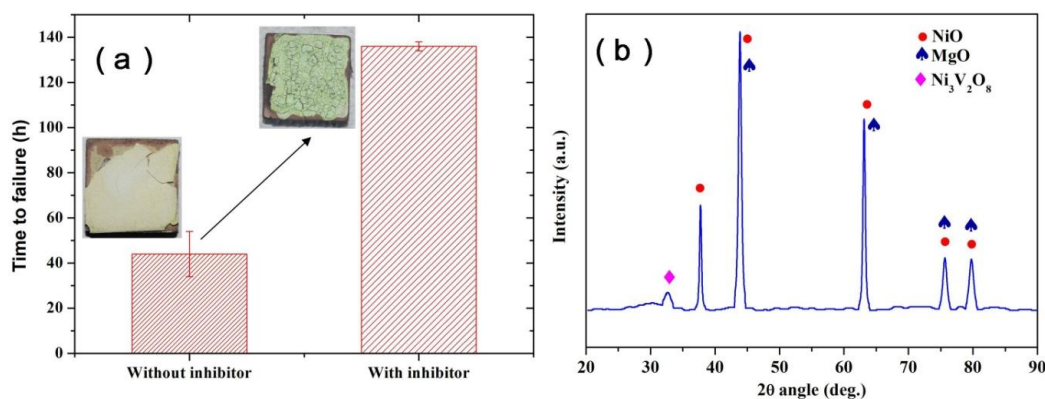 ( a )
Time to failure (h)
140
120
100
80
60
40
20
0
Without inhibitor
With inhibitor
( b )
NiO
MgO
Ni₃V₂O₈
Intensity (a.u.)
20 30 40 50 60 70 80 90
2θ angle (deg.)